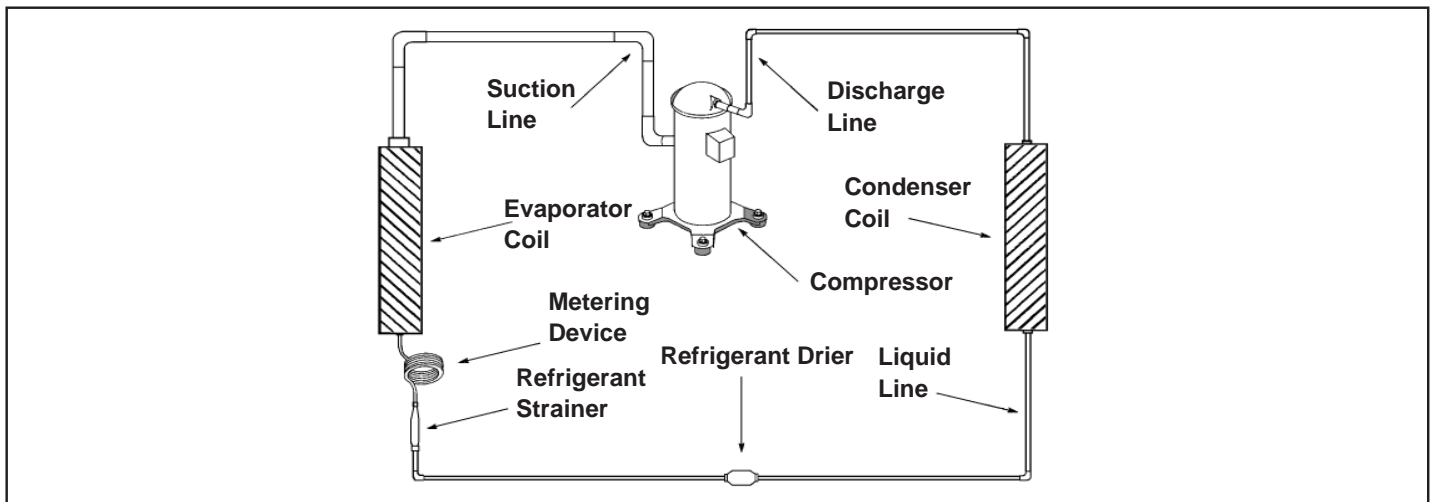 Suction
Line
Discharge
Line
Evaporator
Coil
Condenser
Coil
Compressor
Metering
Device
Refrigerant Drier
Liquid
Line
Refrigerant
Strainer